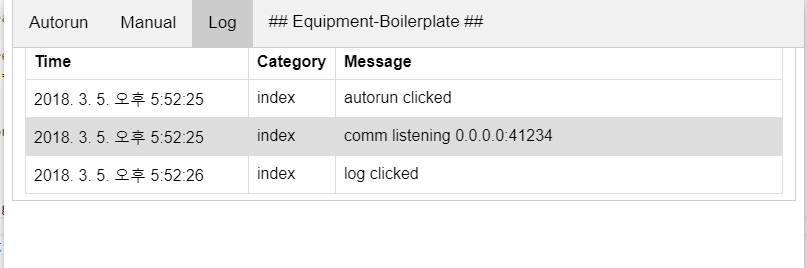 Autorun Manual Log ## Equipment-Boilerplate ##
Time Category Message
2018. 3. 5. 오후 5:52:25 index autorun clicked
2018. 3. 5. 오후 5:52:25 index comm listening 0.0.0.0:41234
2018. 3. 5. 오후 5:52:26 index log clicked